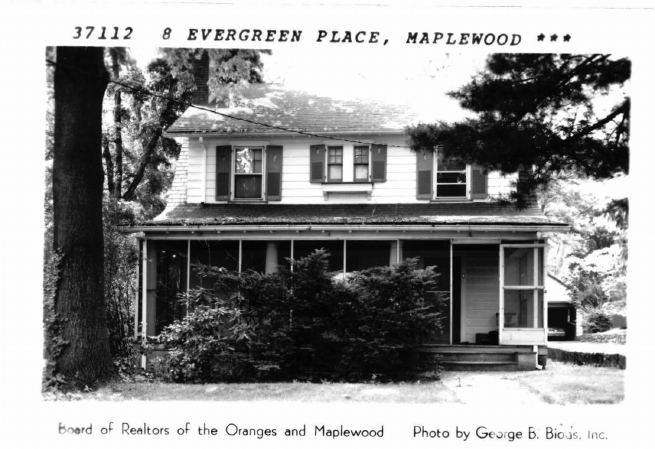 37112 8 EVERGREEN PLACE, MAPLEWOOD ***
Board of Realtors of the Oranges and Maplewood Photo by George B. Inc.